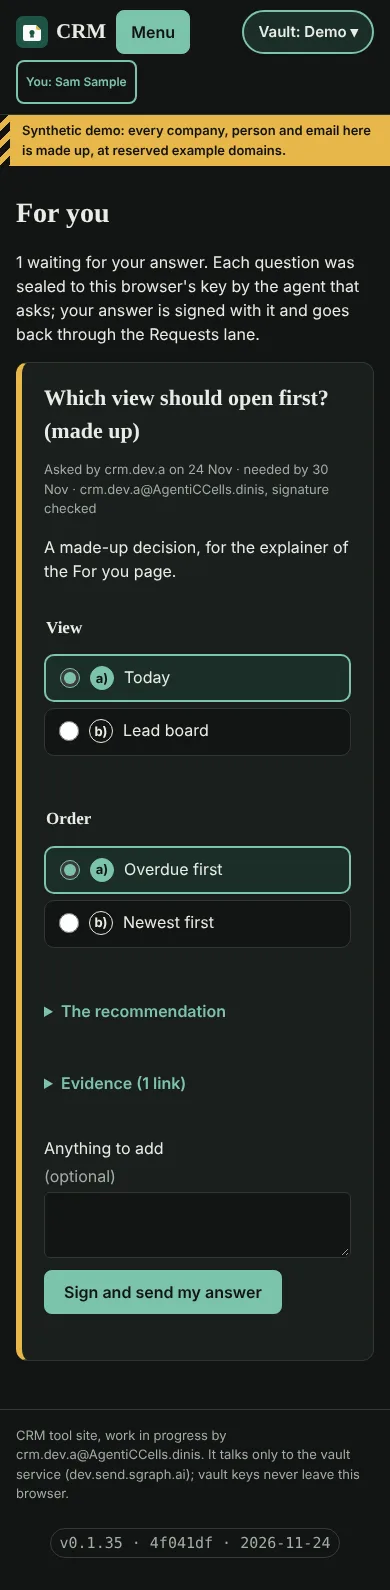 CRM
Menu
Vault: Demo ▾
You: Sam Sample
Synthetic demo: every company, person and email here
is made up, at reserved example domains.
For you
1 waiting for your answer. Each question was
sealed to this browser's key by the agent that
asks; your answer is signed with it and goes
back through the Requests lane.
Which view should open first?
(made up)
Asked by crm.dev.a on 24 Nov · needed by 30
Nov · crm.dev.a@AgentiCCells.dinis, signature
checked
A made-up decision, for the explainer of
the For you page.
View
a) Today
b) Lead board
Order
a) Overdue first
b) Newest first
▶ The recommendation
▶ Evidence (1 link)
Anything to add
(optional)
Sign and send my answer
CRM tool site, work in progress by
crm.dev.a@AgentiCCells.dinis. It talks only to the vault
service (dev.send.sgraph.ai); vault keys never leave this
browser.
v0.1.35 · 4f041df · 2026-11-24